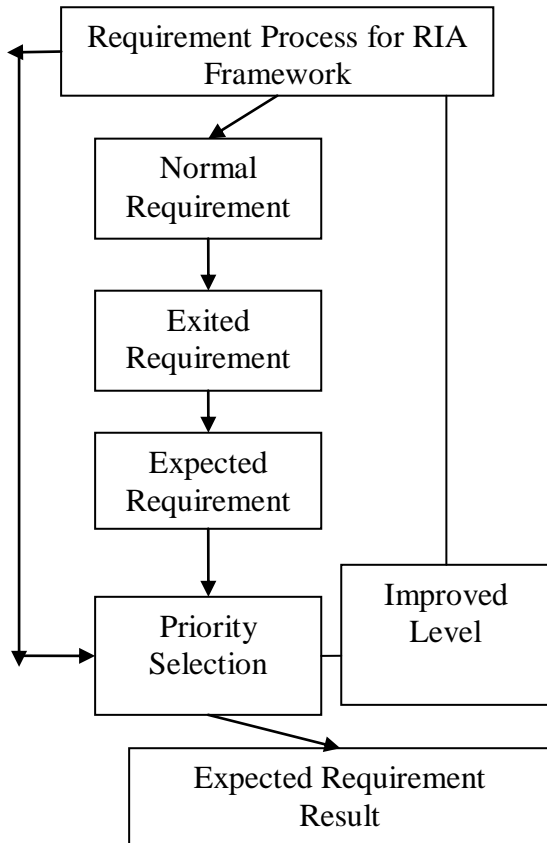 Requirement Process for RIA
Framework
Normal
Requirement
Exited
Requirement
Expected
Requirement
Priority
Selection
Improved
Level
Expected Requirement
Result